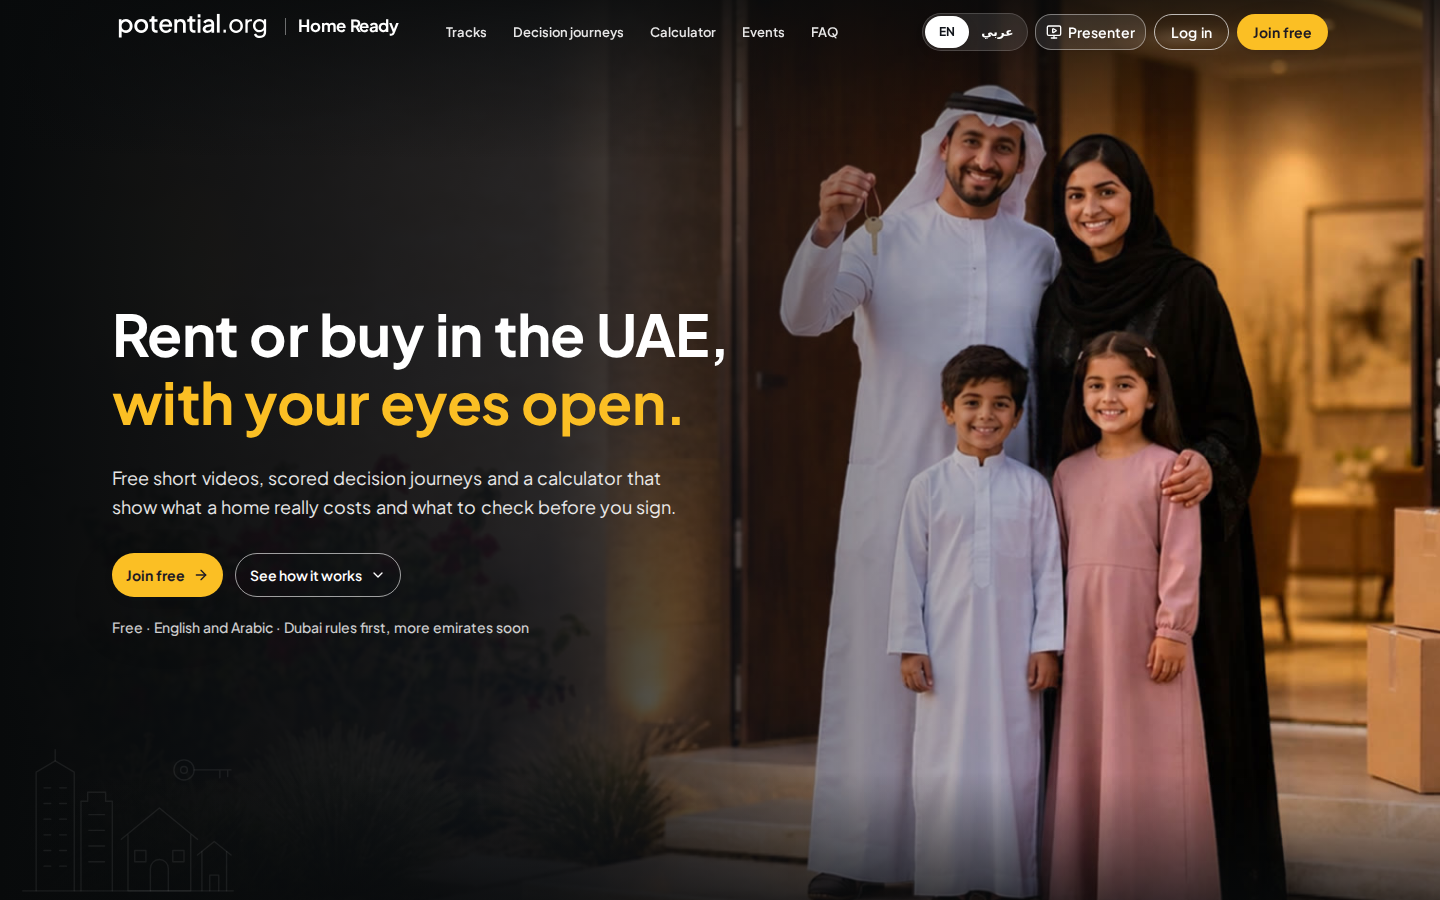 potential.org | Home Ready
Tracks Decision journeys Calculator Events FAQ
EN عربي Presenter Log in Join free
Rent or buy in the UAE,
with your eyes open.
Free short videos, scored decision journeys and a calculator that
show what a home really costs and what to check before you sign.
Join free → See how it works
Free · English and Arabic · Dubai rules first, more emirates soon